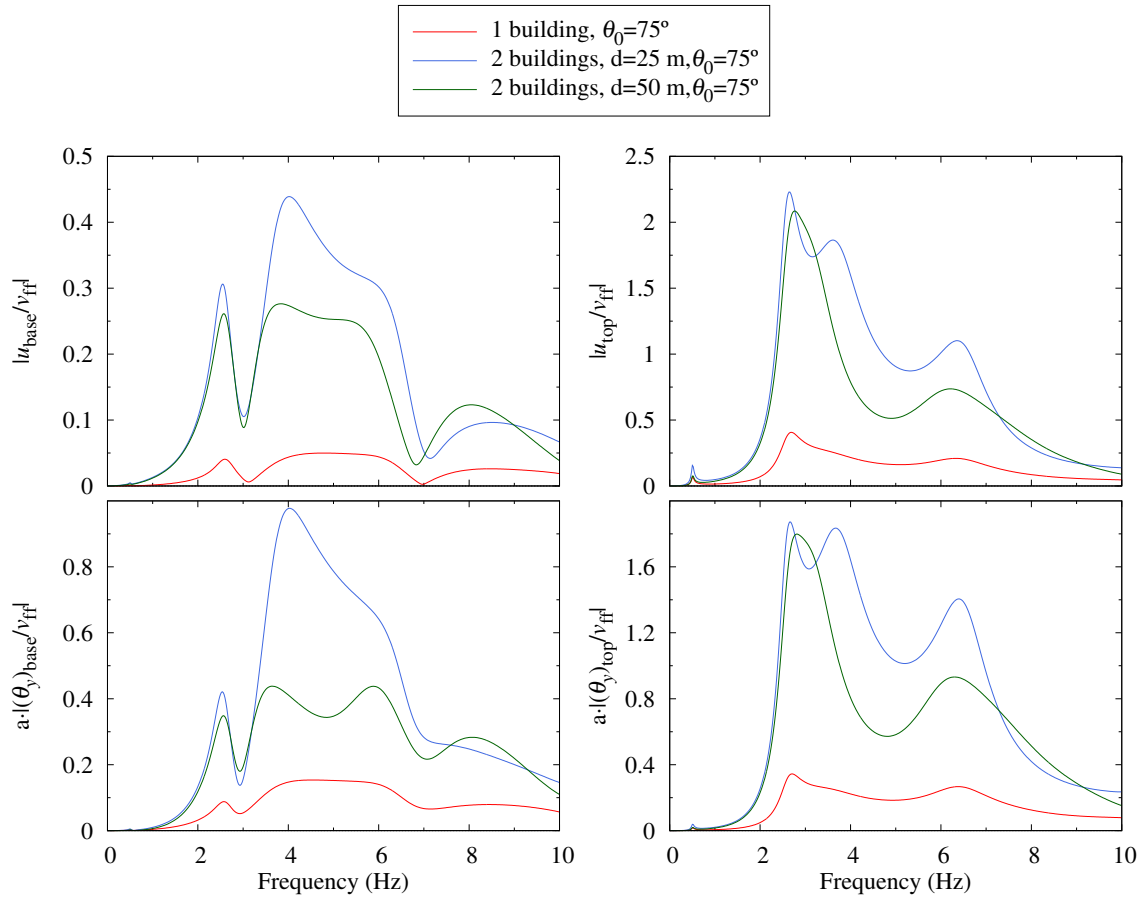 1 building, θ0=75º
2 buildings, d=25 m,θ0=75º
2 buildings, d=50 m,θ0=75º
|ubase/vff|
0.5
0.4
0.3
0.2
0.1
0
|utop/vff|
2.5
2
1.5
1
0.5
0
a·|(θy)base/vff|
0.8
0.6
0.4
0.2
0
0 2 4 6 8 10
Frequency (Hz)
a·|(θy)top/vff|
1.6
1.2
0.8
0.4
0
0 2 4 6 8 10
Frequency (Hz)